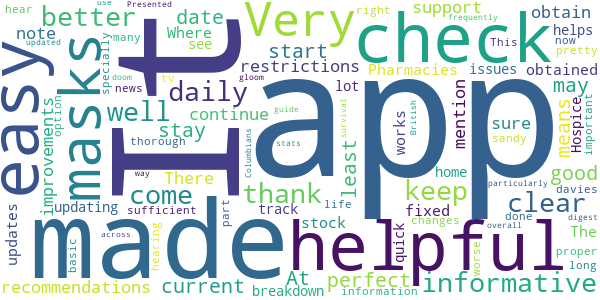 hear use Presented Very better date support obtain
frequently
updated many Where note see right helps
t check This now pretty
doom specially start restrictions Pharmacies issues obtained
tv
news daily lot may
gloom
masks easy It app
option guide mention British works sure Hospice important
well continue survival means
improvements thorough stay least quick sandy
Columbians stats particularly
There home good
way come thank life keep clear davies
updates updating track fixed changes done The digest
basic sufficient part stock overall
across made helpful worse proper
hearing At long
recommendations current perfect informative
breakdown information